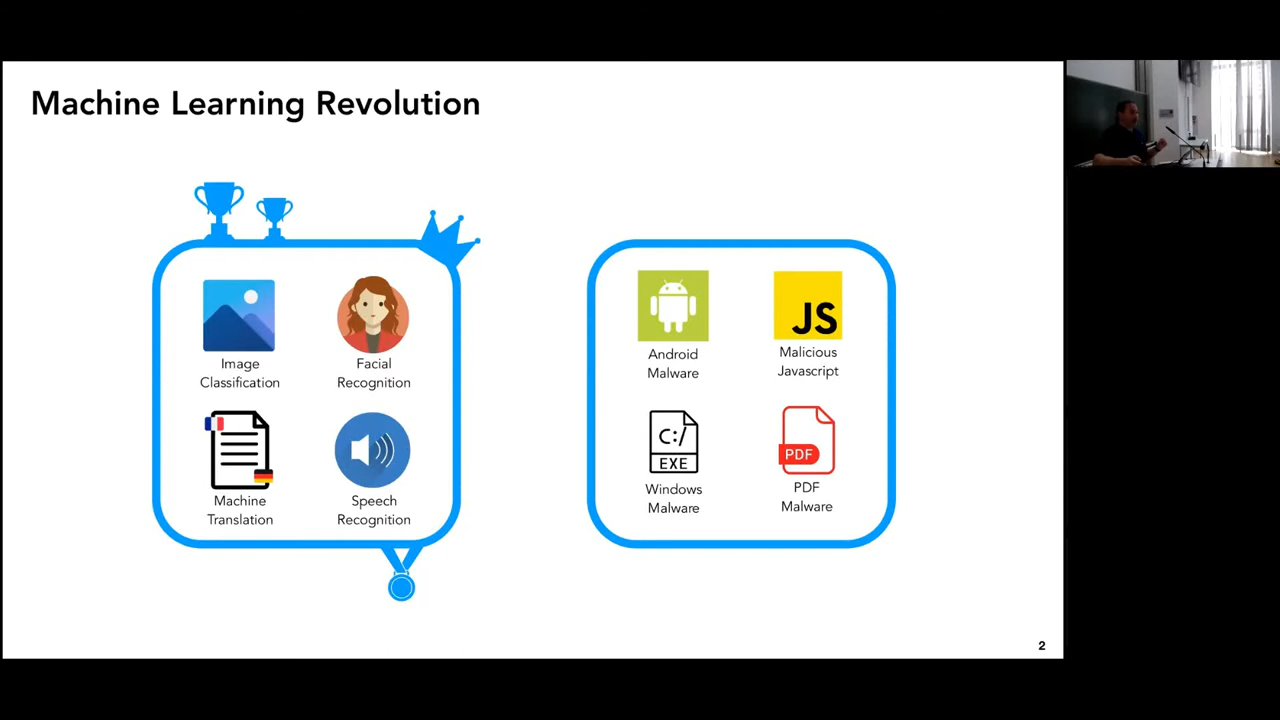 Machine Learning Revolution
Image
Classification
Facial
Recognition
Machine
Translation
Speech
Recognition
Android
Malware
JS
Malicious
Javascript
C:/
EXE
Windows
Malware
PDF
PDF
Malware
2